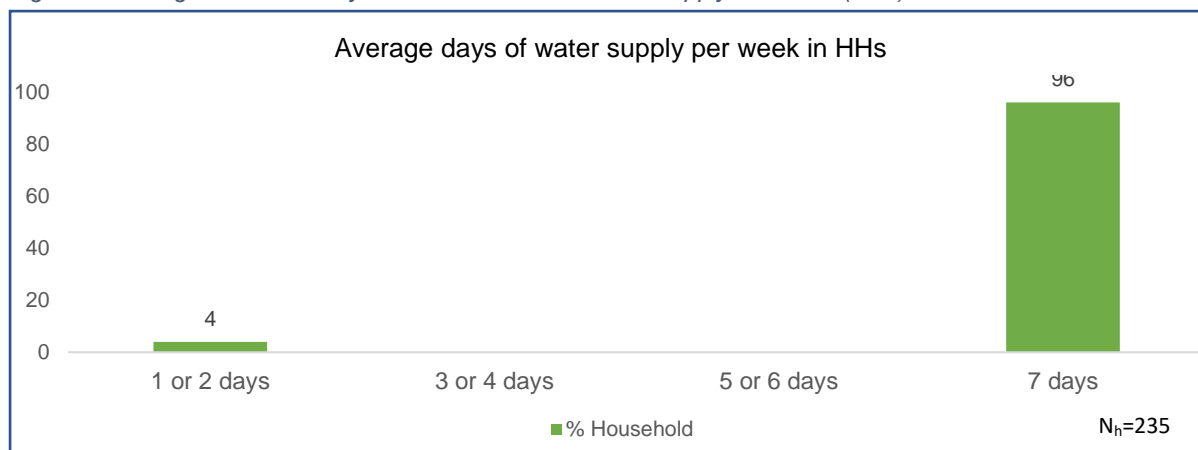 Average days of water supply per week in HHs
100
80
60
40
20
0
96
4
1 or 2 days
3 or 4 days
5 or 6 days
7 days
% Household
Nₕ=235